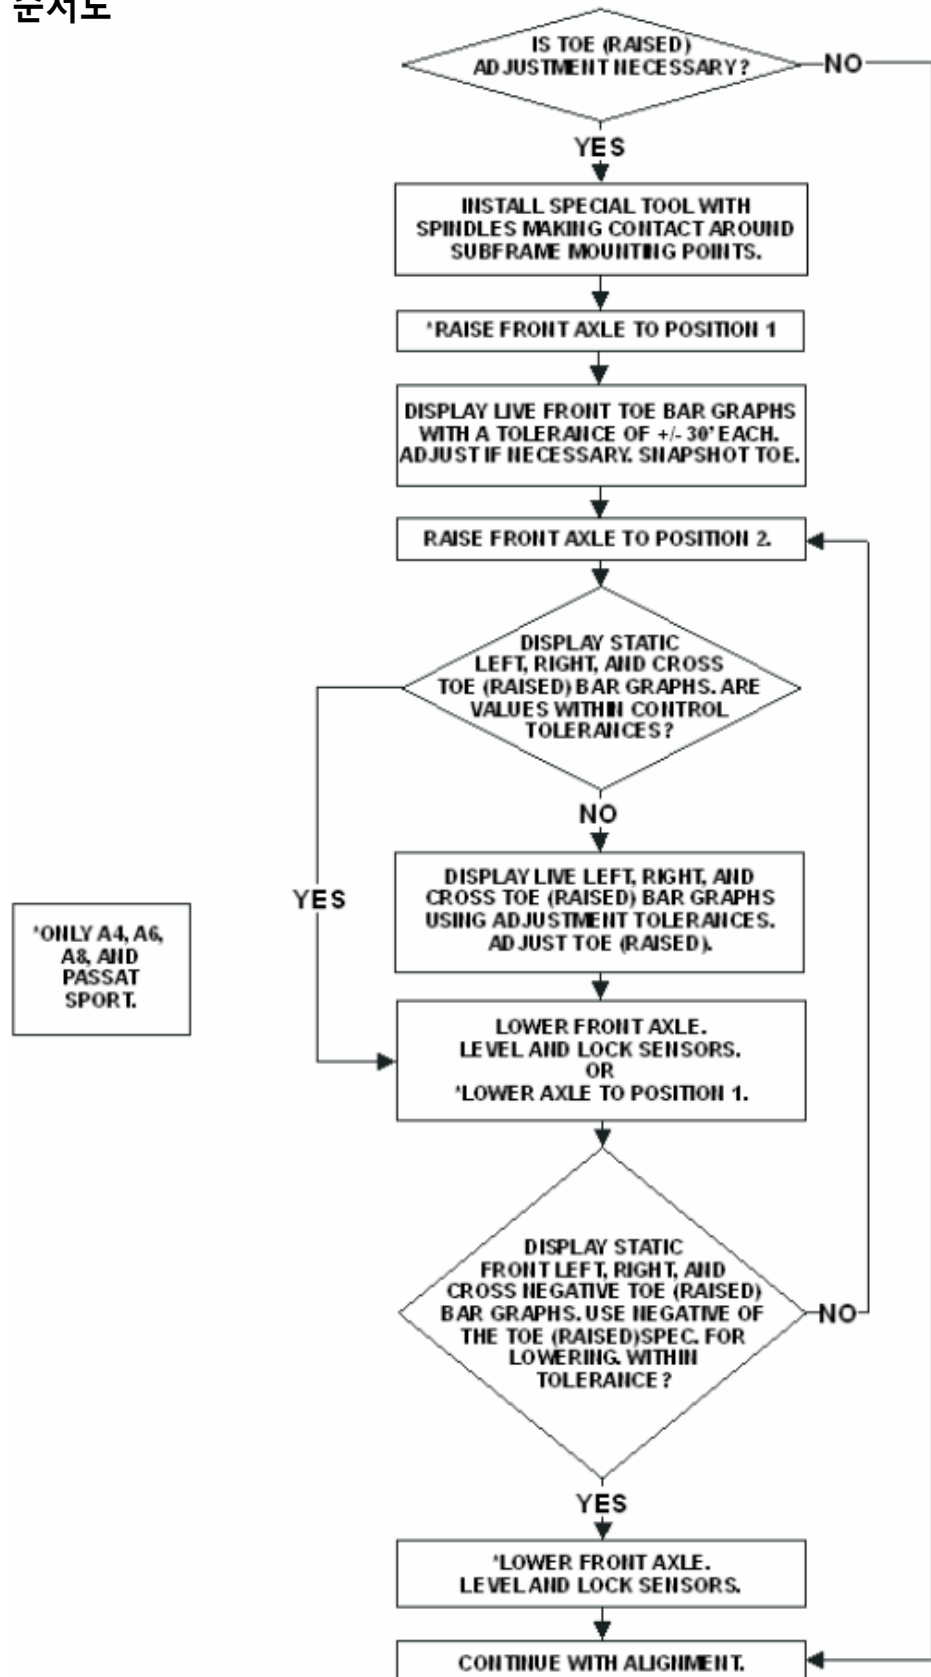 순서도
IS TOE (RAISED)
ADJUSTMENT NECESSARY?
NO
YES
INSTALL SPECIAL TOOL WITH
SPINDLES MAKING CONTACT AROUND
SUBFRAME MOUNTING POINTS.
*RAISE FRONT AXLE TO POSITION 1
DISPLAY LIVE FRONT TOE BAR GRAPHS
WITH A TOLERANCE OF +/- 30' EACH.
ADJUST IF NECESSARY. SNAPSHOT TOE.
RAISE FRONT AXLE TO POSITION 2.
DISPLAY STATIC
LEFT, RIGHT, AND CROSS
TOE (RAISED) BAR GRAPHS. ARE
VALUES WITHIN CONTROL
TOLERANCES?
NO
DISPLAY LIVE LEFT, RIGHT, AND
CROSS TOE (RAISED) BAR GRAPHS
USING ADJUSTMENT TOLERANCES.
ADJUST TOE (RAISED).
YES
*ONLY A4, A6,
A8, AND
PASSAT
SPORT.
LOWER FRONT AXLE.
LEVEL AND LOCK SENSORS.
OR
*LOWER AXLE TO POSITION 1.
DISPLAY STATIC
FRONT LEFT, RIGHT, AND
CROSS NEGATIVE TOE (RAISED)
BAR GRAPHS. USE NEGATIVE OF
THE TOE (RAISED)SPEC. FOR
LOWERING. WITHIN
TOLERANCE?
NO
YES
*LOWER FRONT AXLE.
LEVEL AND LOCK SENSORS.
CONTINUE WITH ALIGNMENT.